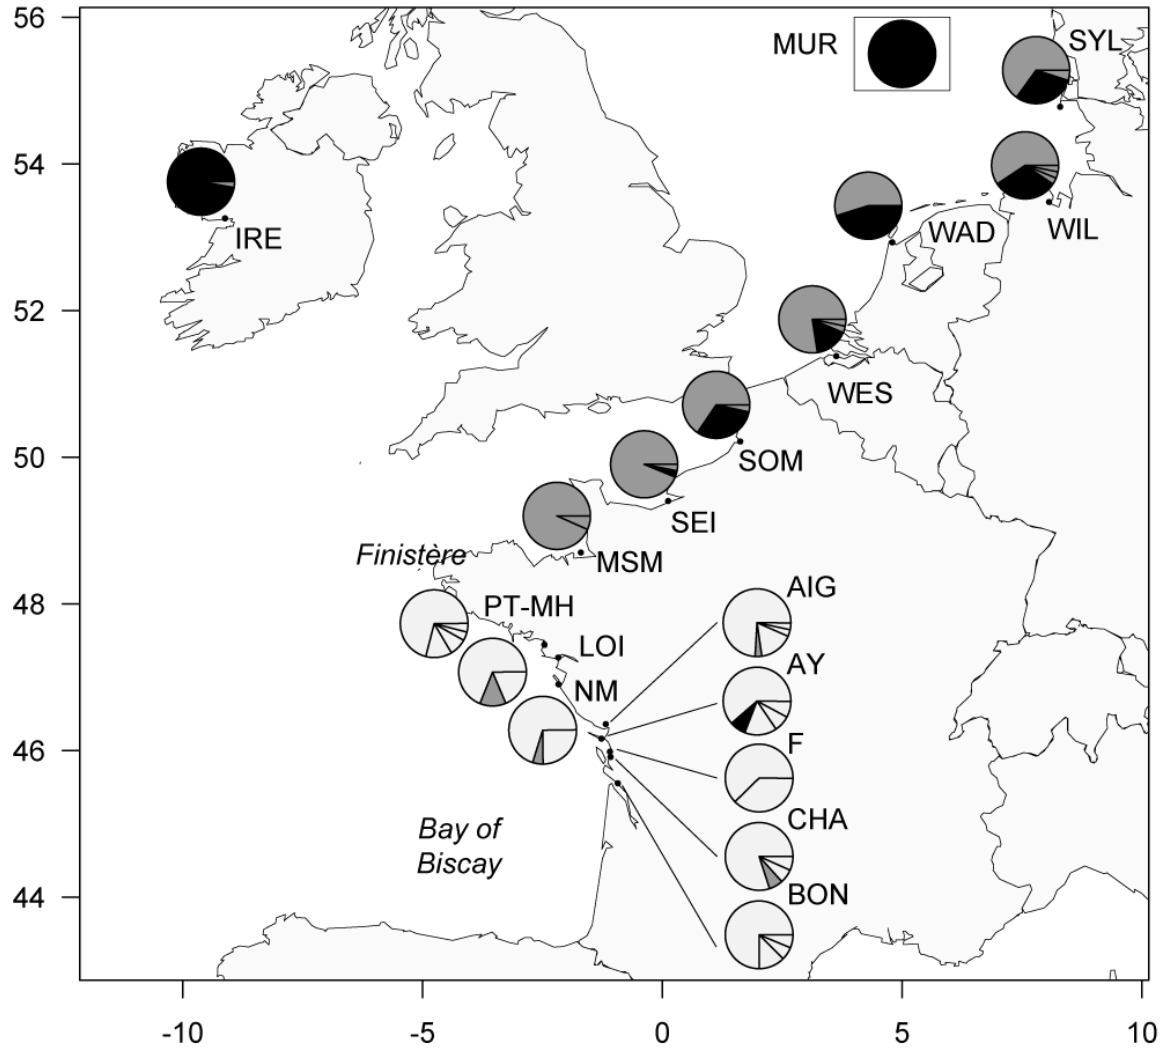 56
MUR
SYL
54
IRE
WAD
WIL
52
WES
50
SOM
SEI
Finistère
MSM
48
PT-MH
AIG
LOI
AY
NM
46
F
CHA
Bay of
Biscay
BON
44
-10
-5
0
5
10